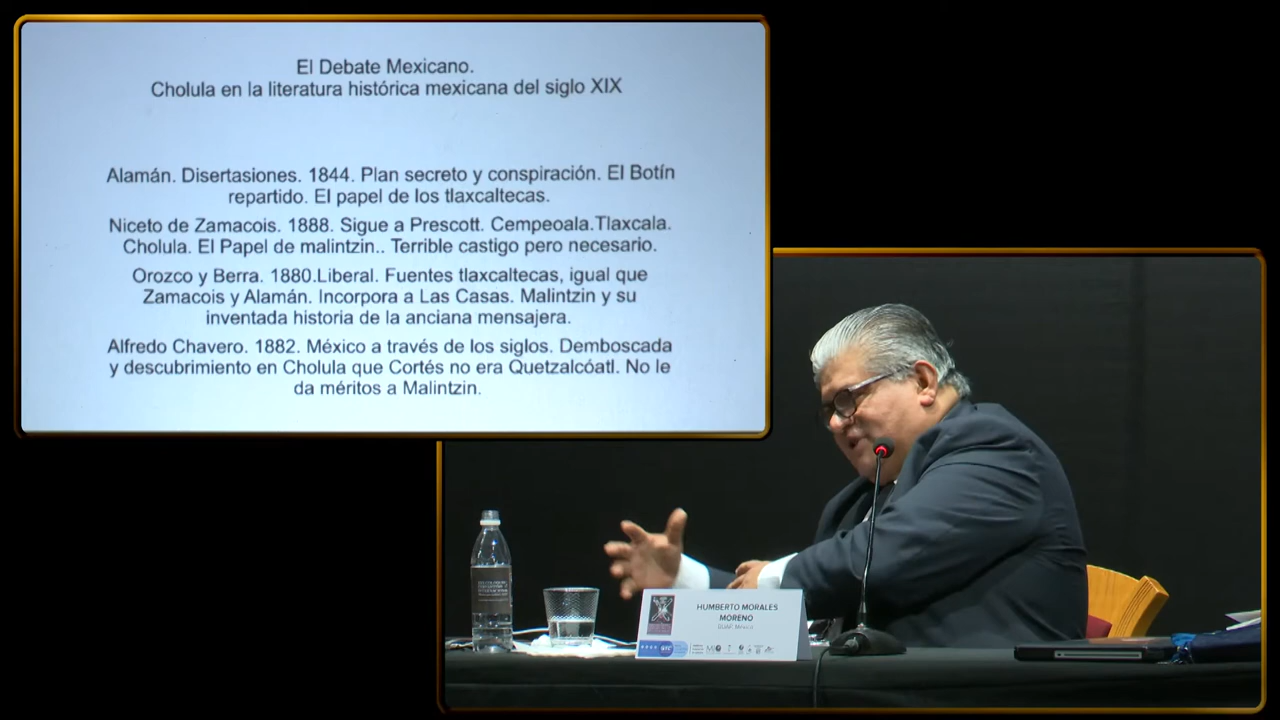 El Debate Mexicano.
Cholula en la literatura histórica mexicana del siglo XIX
Alamán. Disertasiones. 1844. Plan secreto y conspiración. El Botín
repartido. El papel de los tlaxcaltecas.
Niceto de Zamacois. 1888. Sigue a Prescott. Cempeoala.Tlaxcala.
Cholula. El Papel de malintzin.. Terrible castigo pero necesario.
Orozco y Berra. 1880.Liberal. Fuentes tlaxcaltecas, igual que
Zamacois y Alamán. Incorpora a Las Casas. Malintzin y su
inventada historia de la anciana mensajera.
Alfredo Chavero. 1882. México a través de los siglos. Demboscada
y descubrimiento en Cholula que Cortés no era Quetzalcóatl. No le
da méritos a Malintzin.
HUMBERTO MORALES
MORENO
BUAP, México